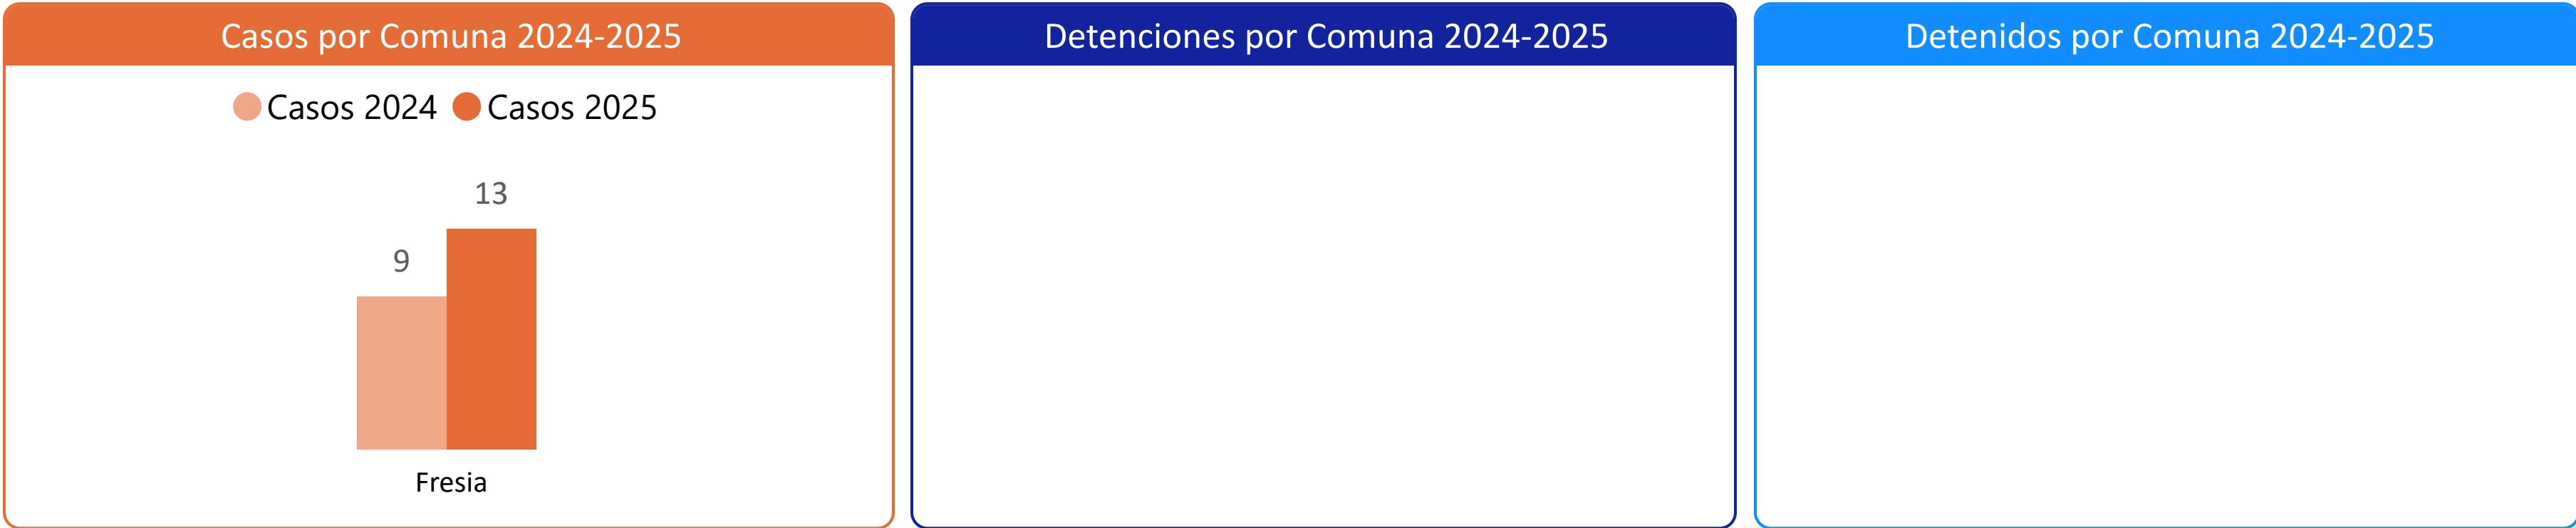 Casos por Comuna 2024-2025
Casos 2024 Casos 2025
13
9
Fresia
Detenciones por Comuna 2024-2025
Detenidos por Comuna 2024-2025